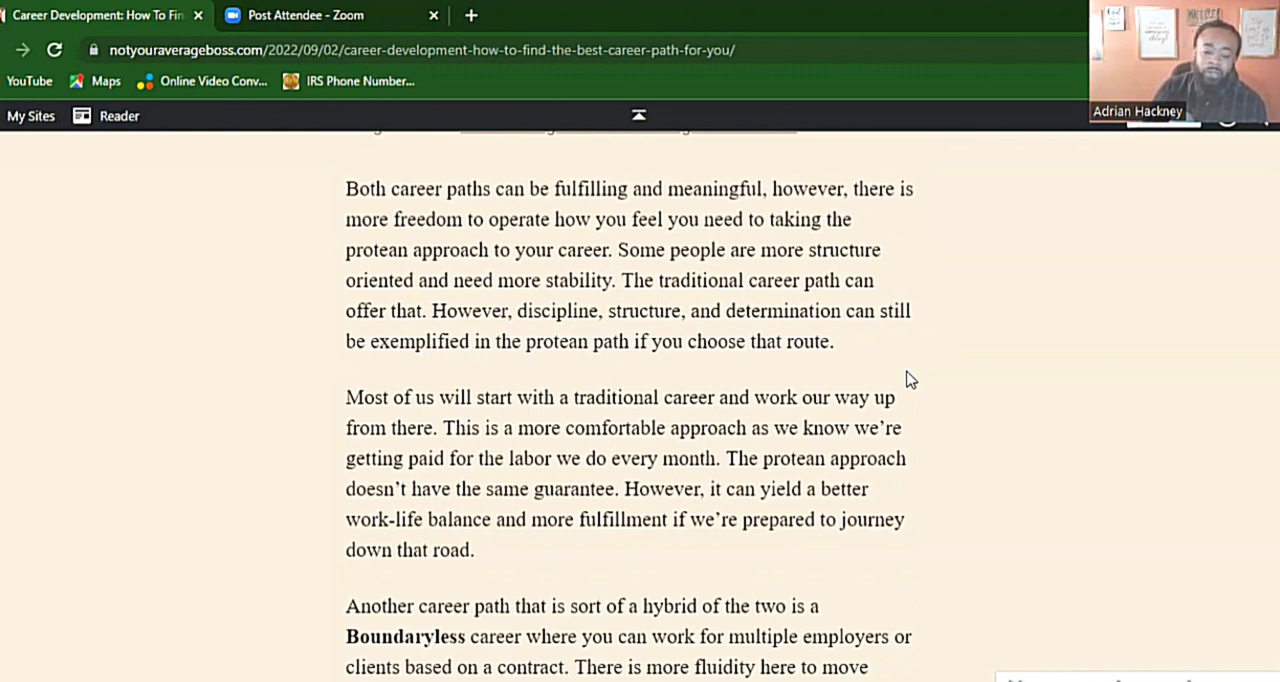 Career Development: How To Fin
Post Attendee - Zoom
notyouraverageboss.com/2022/09/02/career-development-how-to-find-the-best-career-path-for-you/
YouTube Maps Online Video Conv... IRS Phone Number...
My Sites Reader
Adrian Hackney
Both career paths can be fulfilling and meaningful, however, there is
more freedom to operate how you feel you need to taking the
protean approach to your career. Some people are more structure
oriented and need more stability. The traditional career path can
offer that. However, discipline, structure, and determination can still
be exemplified in the protean path if you choose that route.
Most of us will start with a traditional career and work our way up
from there. This is a more comfortable approach as we know we’re
getting paid for the labor we do every month. The protean approach
doesn’t have the same guarantee. However, it can yield a better
work-life balance and more fulfillment if we’re prepared to journey
down that road.
Another career path that is sort of a hybrid of the two is a
Boundaryless career where you can work for multiple employers or
clients based on a contract. There is more fluidity here to move